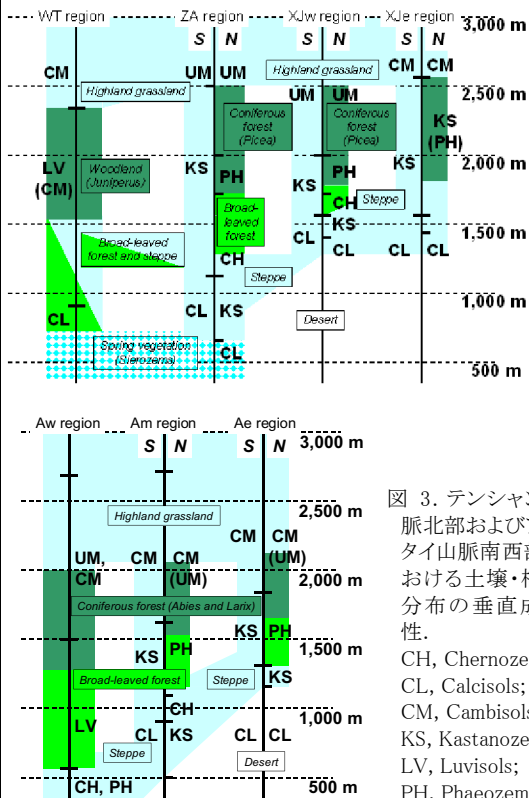 WT region ZA region XJw region XJe region
S N S N S N
3,000 m
CM UM UM Highland grassland CM CM
Highland grassland UM UM 2,500 m
Coniferous forest (Picea) Coniferous forest (Picea) KS (PH)
LV (CM) Woodland (Juniperus) KS PH KS PH KS 2,000 m
Broad-leaved forest CH Steppe
KS
Broad-leaved forest and steppe CH CL CL CL CL 1,500 m
Steppe
CL CL KS Desert 1,000 m
Spring vegetation (Sierozems) CL
500 m
Aw region Am region Ae region
S N S N
3,000 m
Highland grassland 2,500 m
CM CM
UM, CM CM CM (UM) (UM) 2,000 m
Coniferous forest (Abies and Larix)
KS PH KS PH 1,500 m
Broad-leaved forest Steppe KS
LV CH 1,000 m
Steppe CL KS CL CL
Desert
CH, PH 500 m
図 3. テンシャン
脈北部および
タイ山脈南西部
おける土壌・
分布の垂直成
性.
CH, Chernoze
CL, Calcisols;
CM, Cambisols
KS, Kastanoze
LV, Luvisols;
PH, Phaeozem